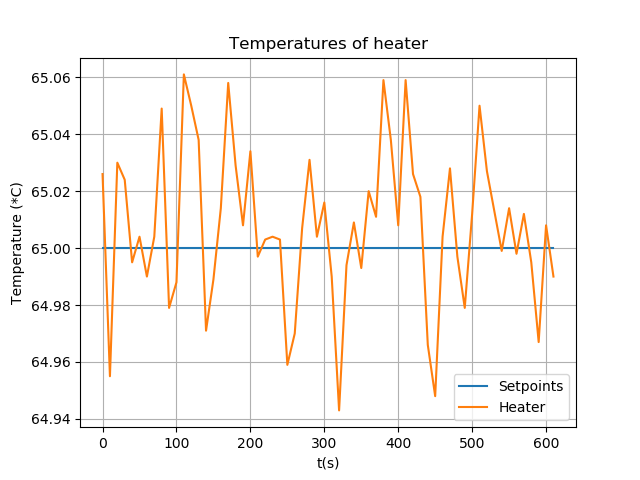 Temperatures of heater
65.06
65.04
65.02
65.00
64.98
64.96
64.94
Temperature (*C)
Setpoints
Heater
0 100 200 300 400 500 600
t(s)